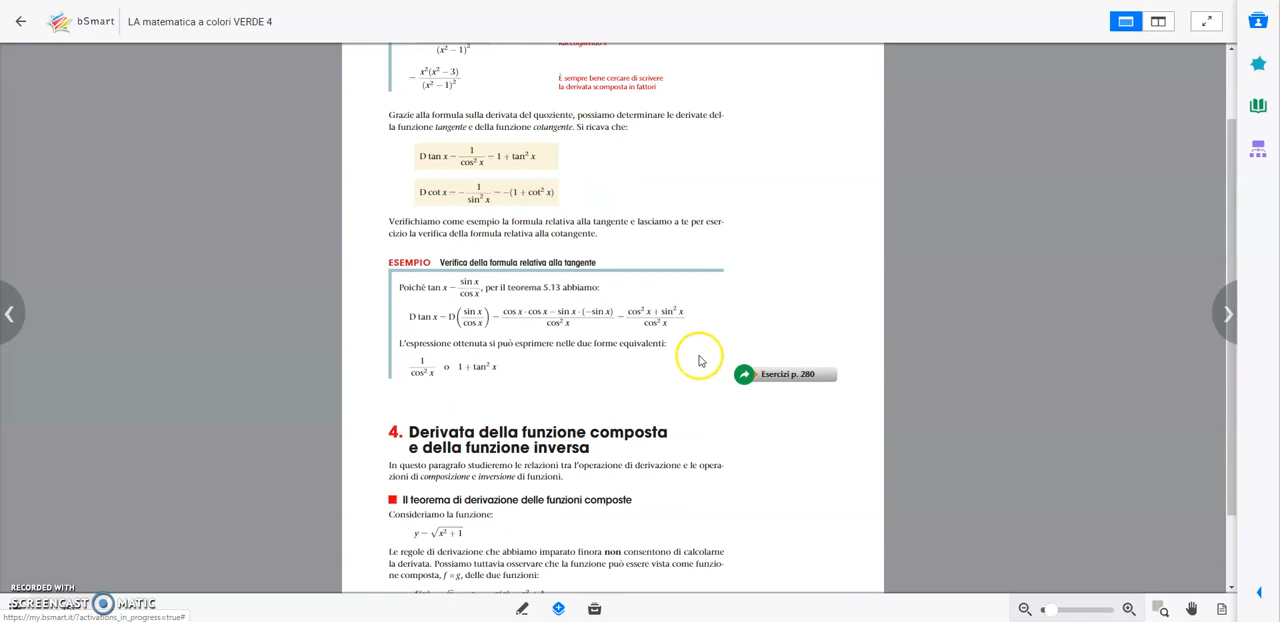 bSmart LA matematica a colori VERDE 4
(x² – 1)²
– x²(x² – 3) / (x² – 1)²
È sempre bene cercare di scrivere
la derivata scomposta in fattori
Grazie alla formula sulla derivata del quoziente, possiamo determinare le derivate del-
la funzione tangente e della funzione cotangente. Si ricava che:
D tan x = 1 / cos² x = 1 + tan² x
D cot x = – 1 / sin² x = –(1 + cot² x)
Verifichiamo come esempio la formula relativa alla tangente e lasciamo a te per eser-
cizio la verifica della formula relativa alla cotangente.
ESEMPIO Verifica della formula relativa alla tangente
Poiché tan x = sin x / cos x, per il teorema 5.13 abbiamo:
D tan x = D(sin x / cos x) = cos x · cos x – sin x · (–sin x) / cos² x = cos² x + sin² x / cos² x
L'espressione ottenuta si può esprimere nelle due forme equivalenti:
1 / cos² x o 1 + tan² x
Esercizi p. 280
4. Derivata della funzione composta
e della funzione inversa
In questo paragrafo studieremo le relazioni tra l'operazione di derivazione e le opera-
zioni di composizione e inversione di funzioni.
Il teorema di derivazione delle funzioni composte
Consideriamo la funzione:
y = √x² + 1
Le regole di derivazione che abbiamo imparato finora non consentono di calcolarne
la derivata. Possiamo tuttavia osservare che la funzione può essere vista come funzio-
ne composta, f ∘ g, delle due funzioni:
RECORDED WITH
SCREENCAST MATIC
https://my.bsmart.it/?activations_in_progress=true#